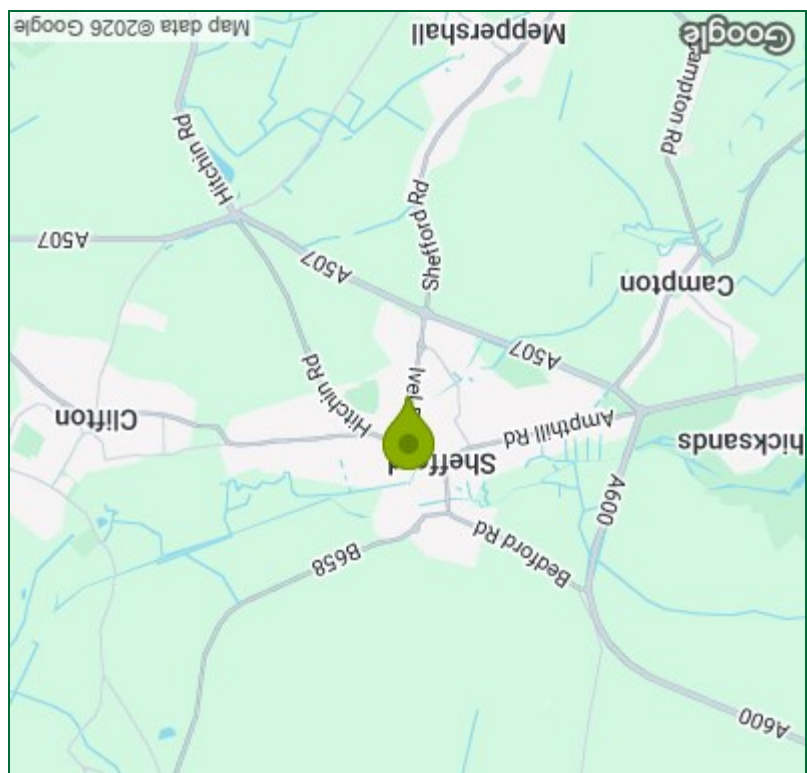 Google
Map data ©2026 Google
Meppershall
Campton Rd
Hitchin Rd
Shefford Rd
A507
A507
Campton
A507
Hitchin Rd
Ivel
Clifton
Ampthill Rd
hicksands
Shefford
A600
Bedford Rd
B658
A600